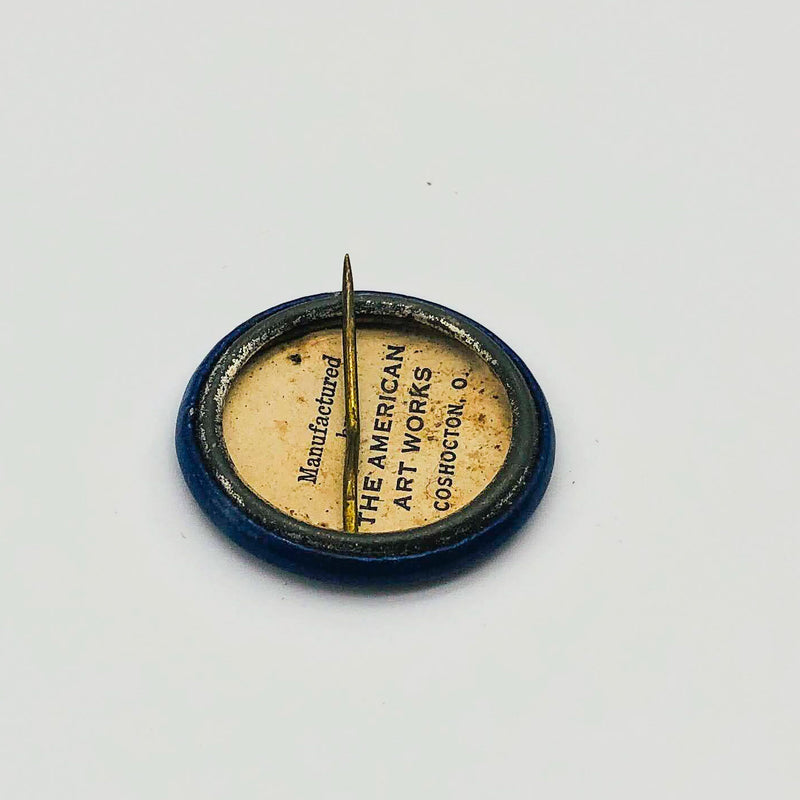 Manufactured
b
THE AMERICAN
ART WORKS
COSHOCTON, O.